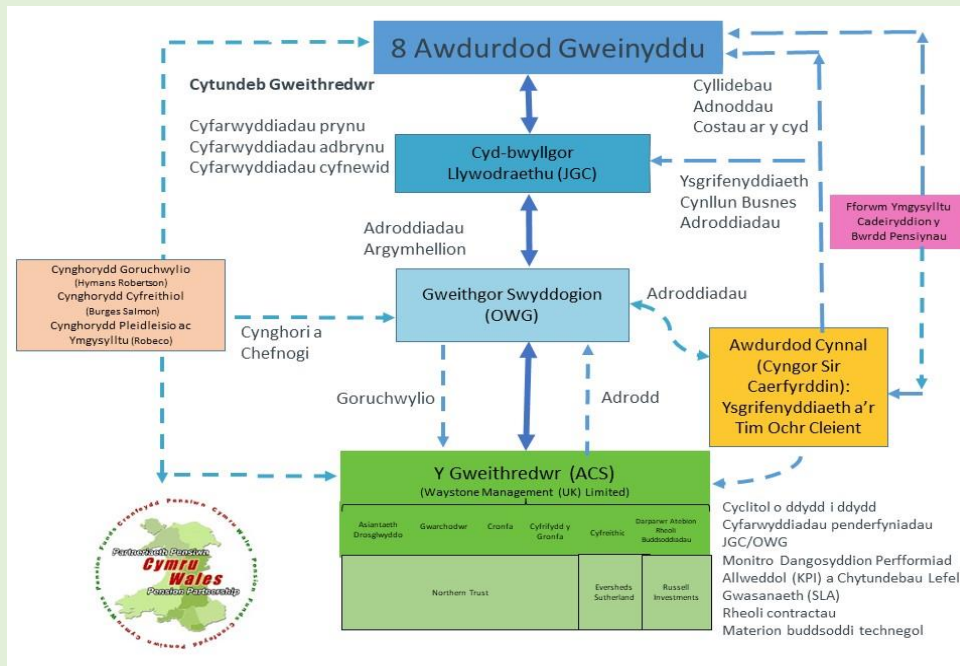 8 Awdurdod Gweinyddu
Cytundeb Gweithredwr
Cyfarwyddiadau prynu
Cyfarwyddiadau adbrynu
Cyfarwyddiadau cyfnewid
Cyllidebau
Adnoddau
Costau ar y cyd
Cyd-bwyllgor
Llywodraethu (JGC)
Ysgrifenyddiaeth
Cynllun Busnes
Adroddiadau
Fforwm Ymgysylltu
Cadeiryddion y
Bwrdd Pensiynau
Adroddiadau
Argymhellion
Cynghorydd Goruchwylio
(Hymans Robertson)
Cynghorydd Cyfreithiol
(Burges Salmon)
Cynghorydd Pleidleisio ac
Ymgysylltu (Robeco)
Cynghori a
Chefnogi
Gweithgor Swyddogion
(OWG)
Adroddiadau
Awdurdod Cynnal
(Cyngor Sir
Caerfyrddin):
Ysgrifenyddiaeth a'r
Tim Ochr Cleient
Goruchwylio
Adrodd
Y Gweithredwr (ACS)
(Waystone Management (UK) Limited)
Asiantaeth
Drosglwyddo
Gwarchodwr
Cronfa
Cyfrifydd y
Gronfa
Cyfreithic
Darparwr Atebion
Rheoli
Buddsoddiadau
Northern Trust
Eversheds
Sutherland
Russell
Investments
Cyclitol o ddydd i ddydd
Cyfarwyddiadau penderfyniadau
JGC/OWG
Monitro Dangosyddion Perfformiad
Allweddol (KPI) a Chytundebau Lefel
Gwasanaeth (SLA)
Rheoli contractau
Materion buddsoddi technegol
Partneriaeth Pensiwn
Cymru
Wales
Pension Partnership